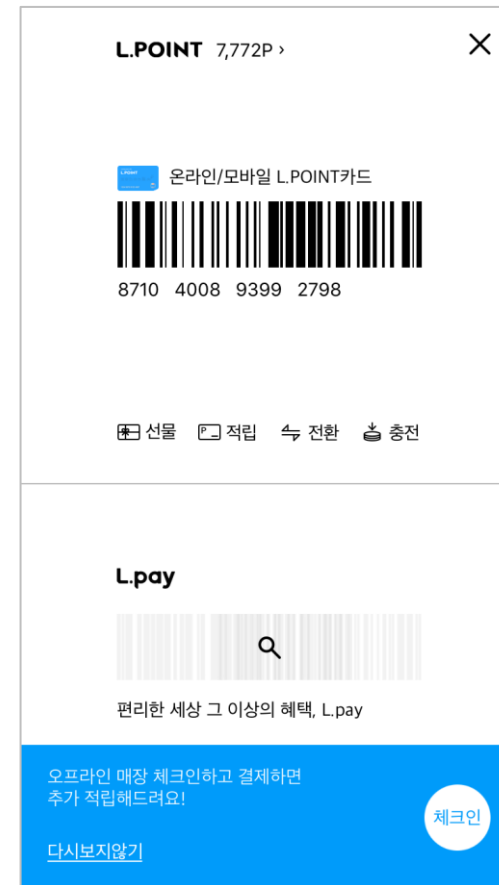 L.POINT 7,772P ›
온라인/모바일 L.POINT카드
8710 4008 9399 2798
선물 적립 전환 충전
L.pay
편리한 세상 그 이상의 혜택, L.pay
오프라인 매장 체크인하고 결제하면
추가 적립해드려요!
체크인
다시보지않기